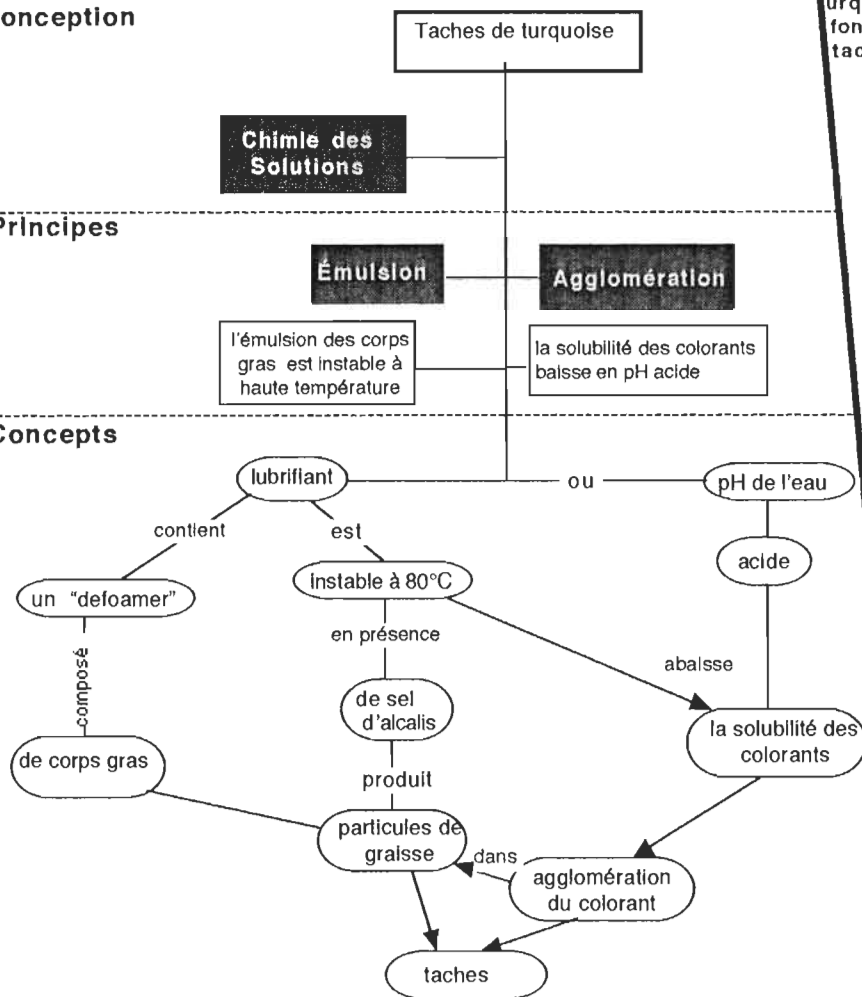 onception
Taches de turquoise
Chimie des
Solutions
Principes
Émulsion
Agglomération
l'émulsion des corps
gras est instable à
haute température
la solubilité des colorants
baisse en pH acide
Concepts
lubrifiant
ou
pH de l'eau
contient
est
acide
un "defoamer"
instable à 80°C
en présence
abaisse
composé
de sel
d'alcalis
la solubilité des
colorants
de corps gras
produit
particules de
graisse
dans
agglomération
du colorant
taches
urq
fon
tac